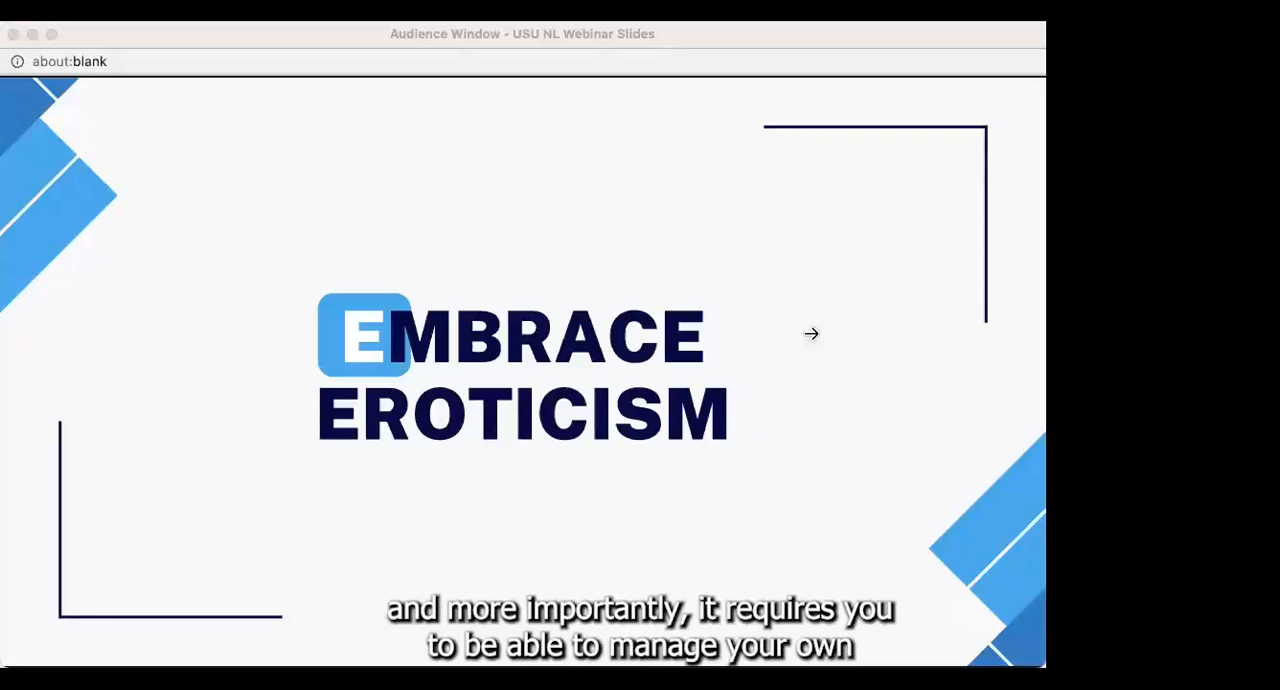 Audience Window - USU NL Webinar Slides
about:blank
EMBRACE
EROTICISM
and more importantly, it requires you
to be able to manage your own